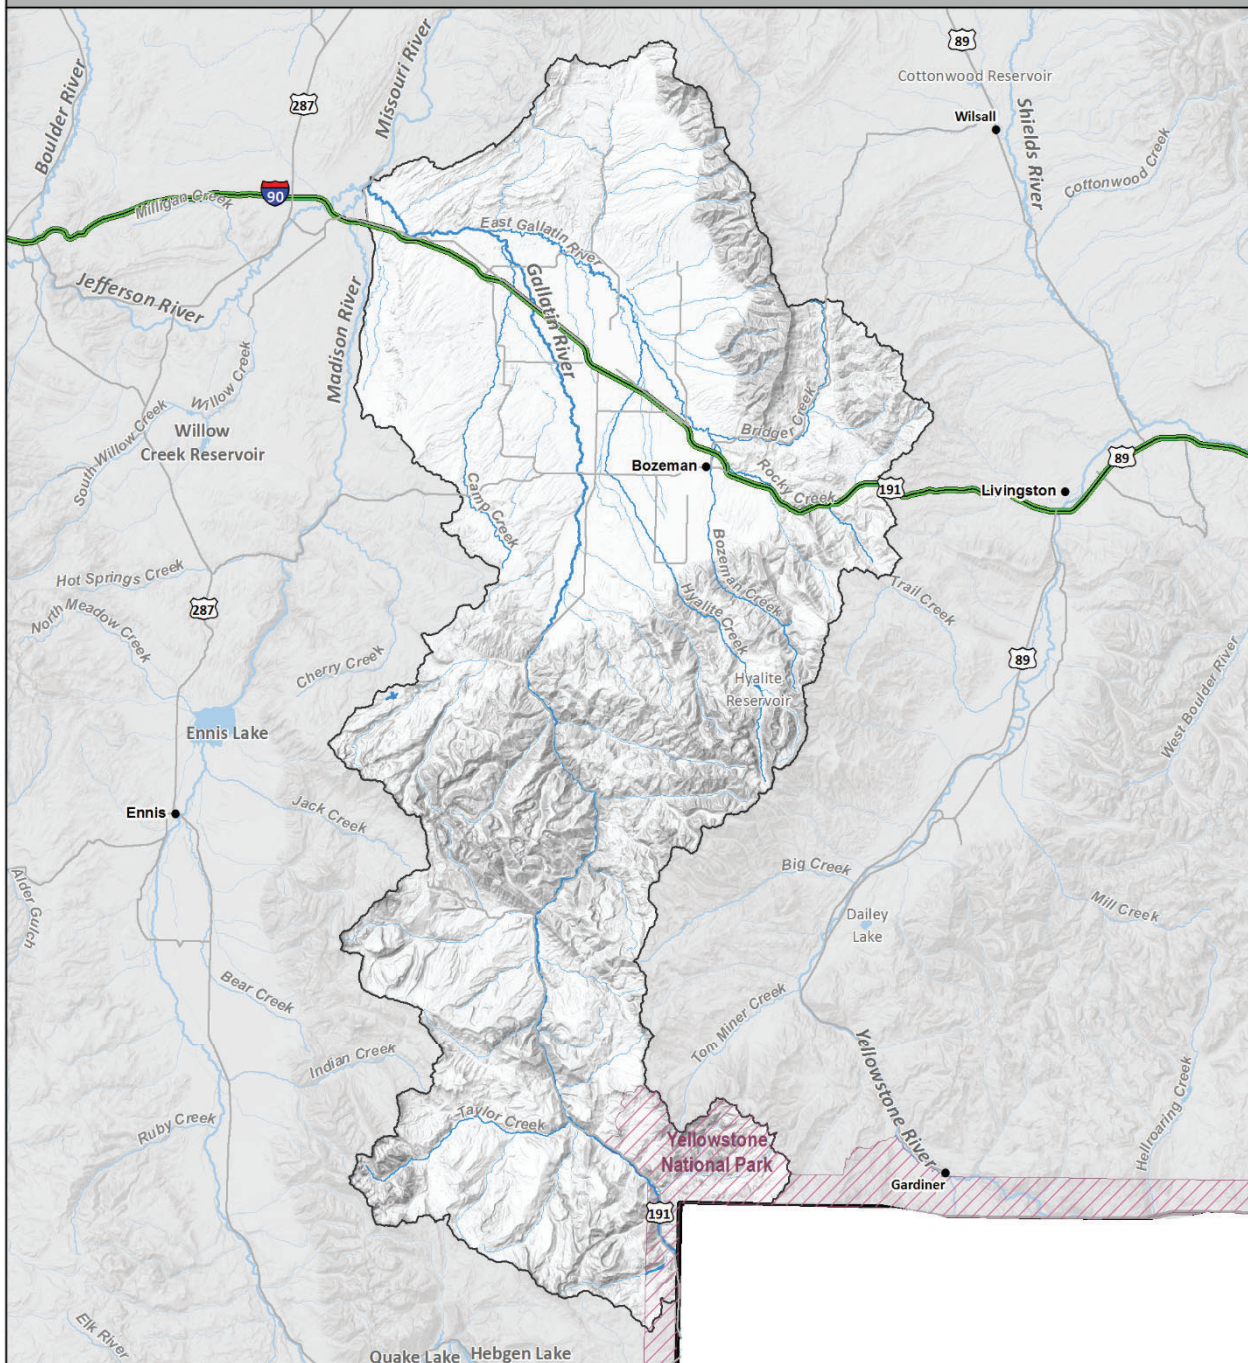 89
Cottonwood Reservoir
Wilsall
Missouri River
Boulder River
287
Shields River
Cottonwood Creek
90
Milligan Creek
East Gallatin River
Jefferson River
Gallatin River
Madison River
Willow Creek
South Willow Creek
Willow
Creek Reservoir
Bridger Creek
Bozeman
Rocky Creek
89
191
Livingston
Camp Creek
Bozeman Creek
Hot Springs Creek
North Meadow Creek
287
Trail Creek
Hyalite Creek
Cherry Creek
89
Hyalite
Reservoir
West Boulder River
Ennis Lake
Ennis
Jack Creek
Big Creek
Alder Gulch
Mill Creek
Dailey
Lake
Bear Creek
Tom Miner Creek
Indian Creek
Yellowstone River
Hellroaring Creek
Taylor Creek
Ruby Creek
Yellowstone
National Park
Gardiner
191
Elk River
Quake Lake
Hebgen Lake